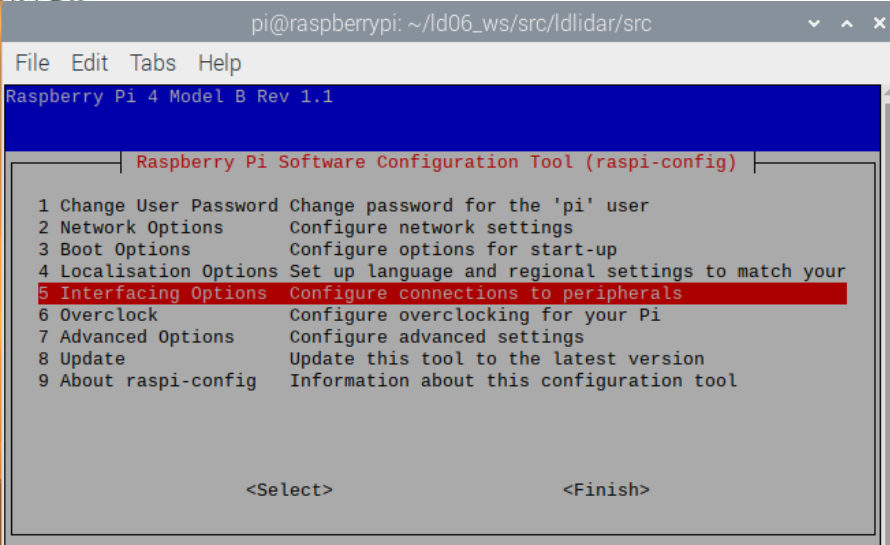 pi@raspberrypi: ~/ld06_ws/src/ldlidar/src
File Edit Tabs Help
Raspberry Pi 4 Model B Rev 1.1
Raspberry Pi Software Configuration Tool (raspi-config)
1 Change User Password Change password for the 'pi' user
2 Network Options Configure network settings
3 Boot Options Configure options for start-up
4 Localisation Options Set up language and regional settings to match your
5 Interfacing Options Configure connections to peripherals
6 Overclock Configure overclocking for your Pi
7 Advanced Options Configure advanced settings
8 Update Update this tool to the latest version
9 About raspi-config Information about this configuration tool
<Select> <Finish>